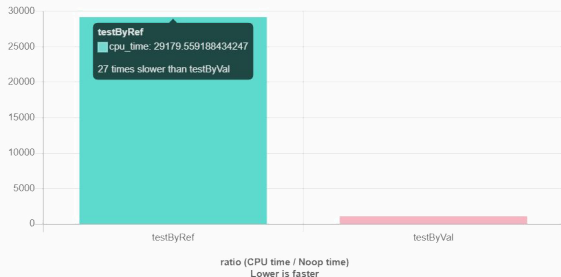 30000
testByRef
cpu_time: 29179.559188434247
27 times slower than testByVal
25000
20000
15000
10000
5000
0
testByRef
testByVal
ratio (CPU time / Noop time)
Lower is faster